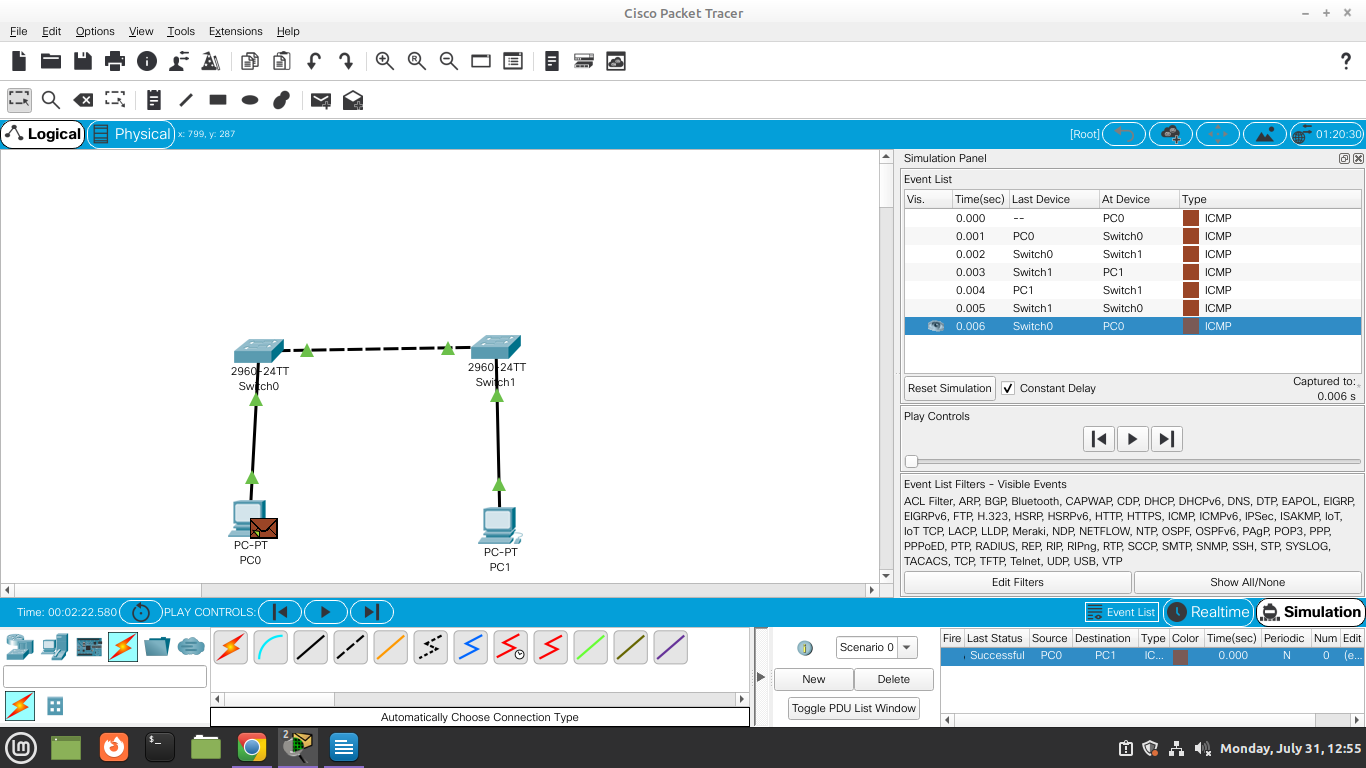 Cisco Packet Tracer
File Edit Options View Tools Extensions Help
Logical Physical x: 799, y: 287 [Root] 01:20:30
Simulation Panel
Event List
Vis. Time(sec) Last Device At Device Type
0.000 -- PC0 ICMP
0.001 PC0 Switch0 ICMP
0.002 Switch0 Switch1 ICMP
0.003 Switch1 PC1 ICMP
0.004 PC1 Switch1 ICMP
0.005 Switch1 Switch0 ICMP
0.006 Switch0 PC0 ICMP
Reset Simulation Constant Delay Captured to:
0.006 s
Play Controls
Event List Filters - Visible Events
ACL Filter, ARP, BGP, Bluetooth, CAPWAP, CDP, DHCP, DHCPv6, DNS, DTP, EAPOL, EIGRP,
EIGRPv6, FTP, H.323, HSRP, HSRPv6, HTTP, HTTPS, ICMP, ICMPv6, IPSec, ISAKMP, IoT,
IoT TCP, LACP, LLDP, Meraki, NDP, NETFLOW, NTP, OSPF, OSPFv6, PAgP, POP3, PPP,
PPPoED, PTP, RADIUS, REP, RIP, RIPng, RTP, SCCP, SMTP, SNMP, SSH, STP, SYSLOG,
TACACS, TCP, TFTP, Telnet, UDP, USB, VTP
Edit Filters Show All/None
2960-24TT
Switch0
2960-24TT
Switch1
PC-PT
PC0
PC-PT
PC1
Time: 00:02:22.580 PLAY CONTROLS: Event List Realtime Simulation
Scenario 0
New Delete
Toggle PDU List Window
Fire Last Status Source Destination Type Color Time(sec) Periodic Num Edit
Successful PC0 PC1 IC... 0.000 N 0 (e...
Automatically Choose Connection Type
2
Monday, July 31, 12:55